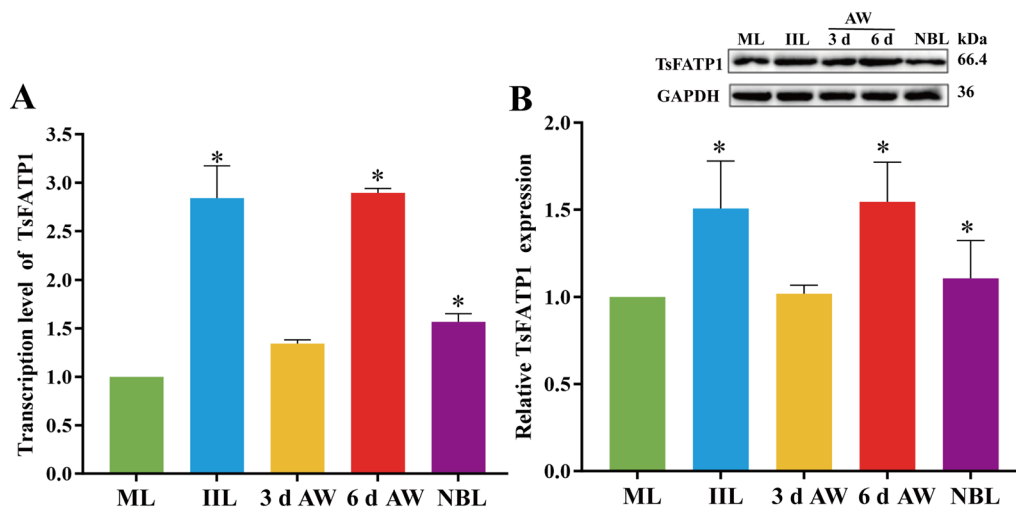 A
Transcription level of TsFATP1
3.5
3.0
2.5
2.0
1.5
1.0
0.5
0.0
*
*
*
ML IIL 3 d AW 6 d AW NBL
AW
ML IIL 3 d 6 d NBL kDa
TsFATP1 66.4
GAPDH 36
B
Relative TsFATP1 expression
2.0
1.5
1.0
0.5
0.0
*
*
*
ML IIL 3 d AW 6 d AW NBL